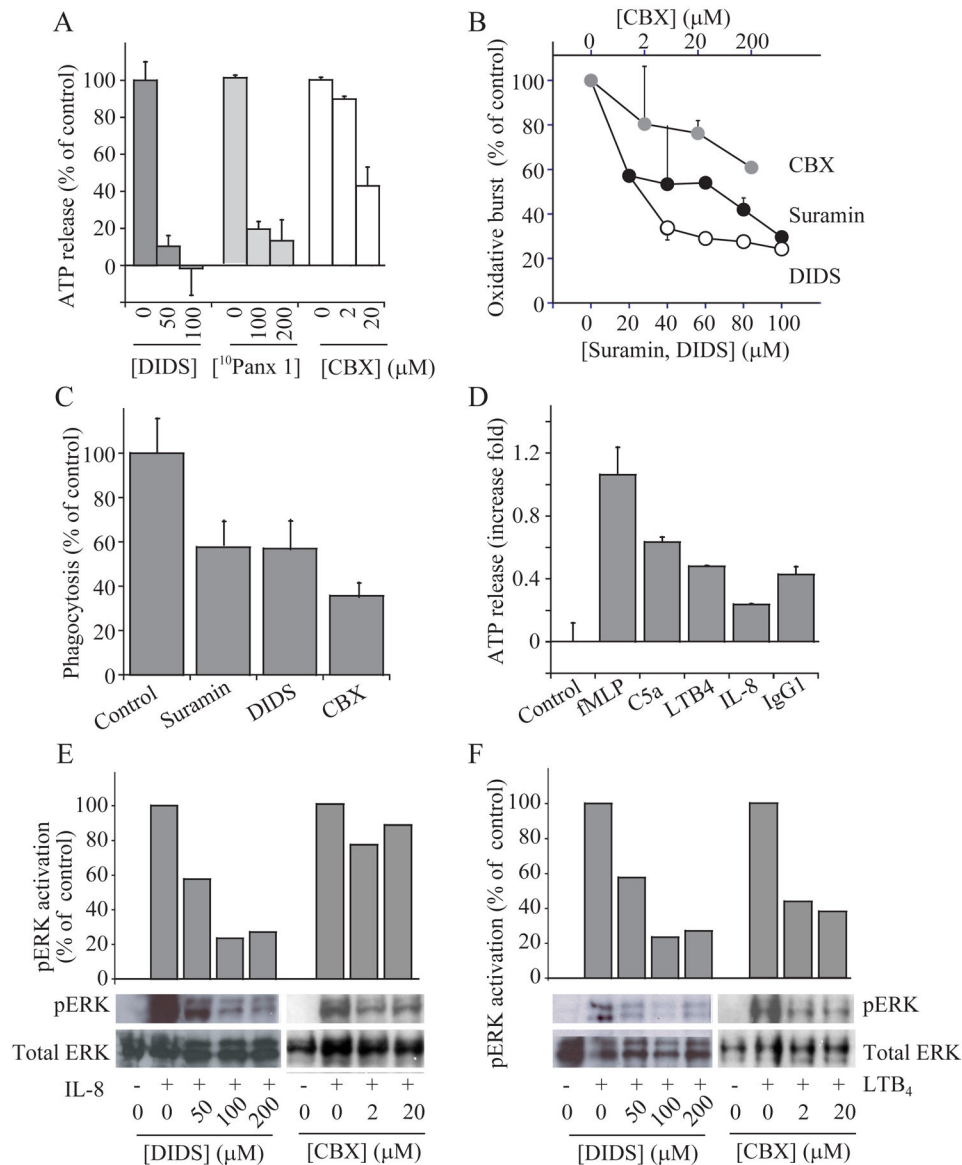 A
ATP release (% of control)
100
80
60
40
20
0
0 50 100 0 100 200 0 2 20
[DIDS] [¹⁰Panx 1] [CBX] (μM)
B
[CBX] (μM)
0 2 20 200
Oxidative burst (% of control)
100
80
60
40
20
0
CBX
Suramin
DIDS
0 20 40 60 80 100
[Suramin, DIDS] (μM)
C
Phagocytosis (% of control)
100
80
60
40
20
0
Control Suramin DIDS CBX
D
ATP release (increase fold)
1.2
0.8
0.4
0
Control fMLP C5a LTB4 IL-8 IgG1
E
pERK activation
(% of control)
100
80
60
40
20
0
pERK
Total ERK
IL-8 - + + + + - + + +
0 0 50 100 200 0 0 2 20
[DIDS] (μM) [CBX] (μM)
F
pERK activation (% of control)
100
80
60
40
20
0
pERK
Total ERK
- + + + + - + + + LTB₄
0 0 50 100 200 0 0 2 20
[DIDS] (μM) [CBX] (μM)